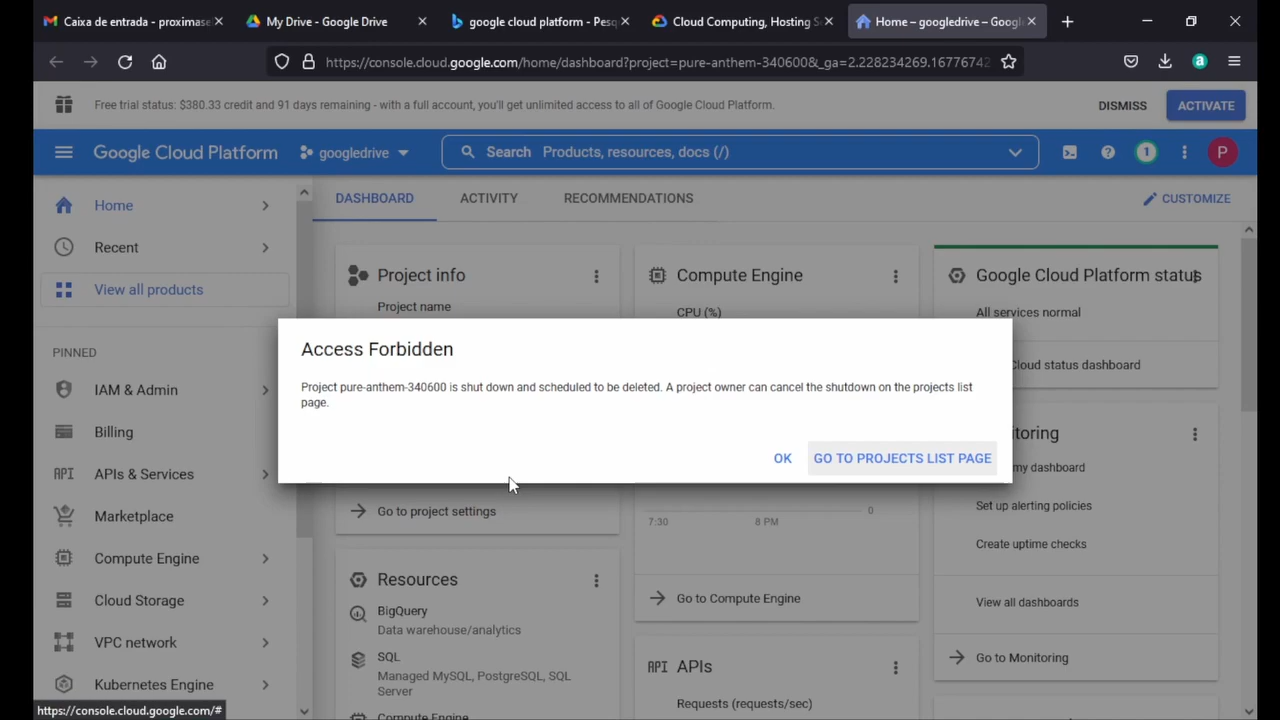 Caixa de entrada - proximase
My Drive - Google Drive
google cloud platform - Pesq
Cloud Computing, Hosting Se
Home – googledrive – Google
a
https://console.cloud.google.com/home/dashboard?project=pure-anthem-340600&_ga=2.228234269.16776742
Free trial status: $380.33 credit and 91 days remaining - with a full account, you'll get unlimited access to all of Google Cloud Platform.
DISMISS
ACTIVATE
Google Cloud Platform
googledrive
Search Products, resources, docs (/)
1
P
Home
Recent
View all products
PINNED
IAM & Admin
Billing
API APIs & Services
Marketplace
Compute Engine
Cloud Storage
VPC network
Kubernetes Engine
https://console.cloud.google.com/#
DASHBOARD
ACTIVITY
RECOMMENDATIONS
CUSTOMIZE
Project info
Project name
Compute Engine
CPU (%)
Google Cloud Platform status
All services normal
Cloud status dashboard
Access Forbidden
Project pure-anthem-340600 is shut down and scheduled to be deleted. A project owner can cancel the shutdown on the projects list
page.
OK
GO TO PROJECTS LIST PAGE
Go to project settings
Resources
BigQuery
Data warehouse/analytics
SQL
Managed MySQL, PostgreSQL, SQL
Server
Compute Engine
0
7:30
8 PM
Go to Compute Engine
API APIs
Requests (requests/sec)
itoring
my dashboard
Set up alerting policies
Create uptime checks
View all dashboards
Go to Monitoring